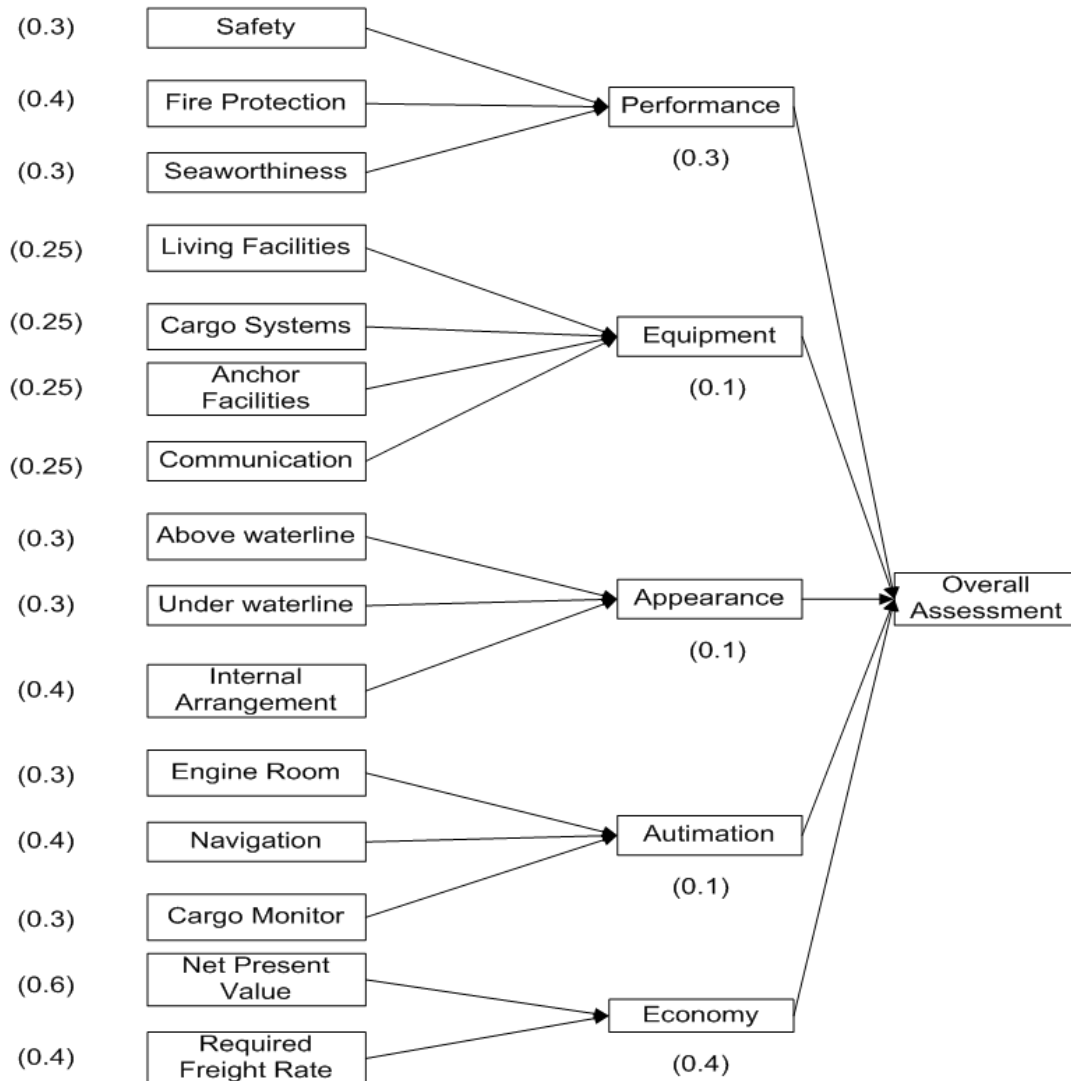 (0.3)
Safety
(0.4)
Fire Protection
(0.3)
Seaworthiness
Performance
(0.3)
(0.25)
Living Facilities
(0.25)
Cargo Systems
(0.25)
Anchor
Facilities
(0.25)
Communication
Equipment
(0.1)
(0.3)
Above waterline
(0.3)
Under waterline
(0.4)
Internal
Arrangement
Appearance
(0.1)
(0.3)
Engine Room
(0.4)
Navigation
(0.3)
Cargo Monitor
Autimation
(0.1)
(0.6)
Net Present
Value
(0.4)
Required
Freight Rate
Economy
(0.4)
Overall
Assessment